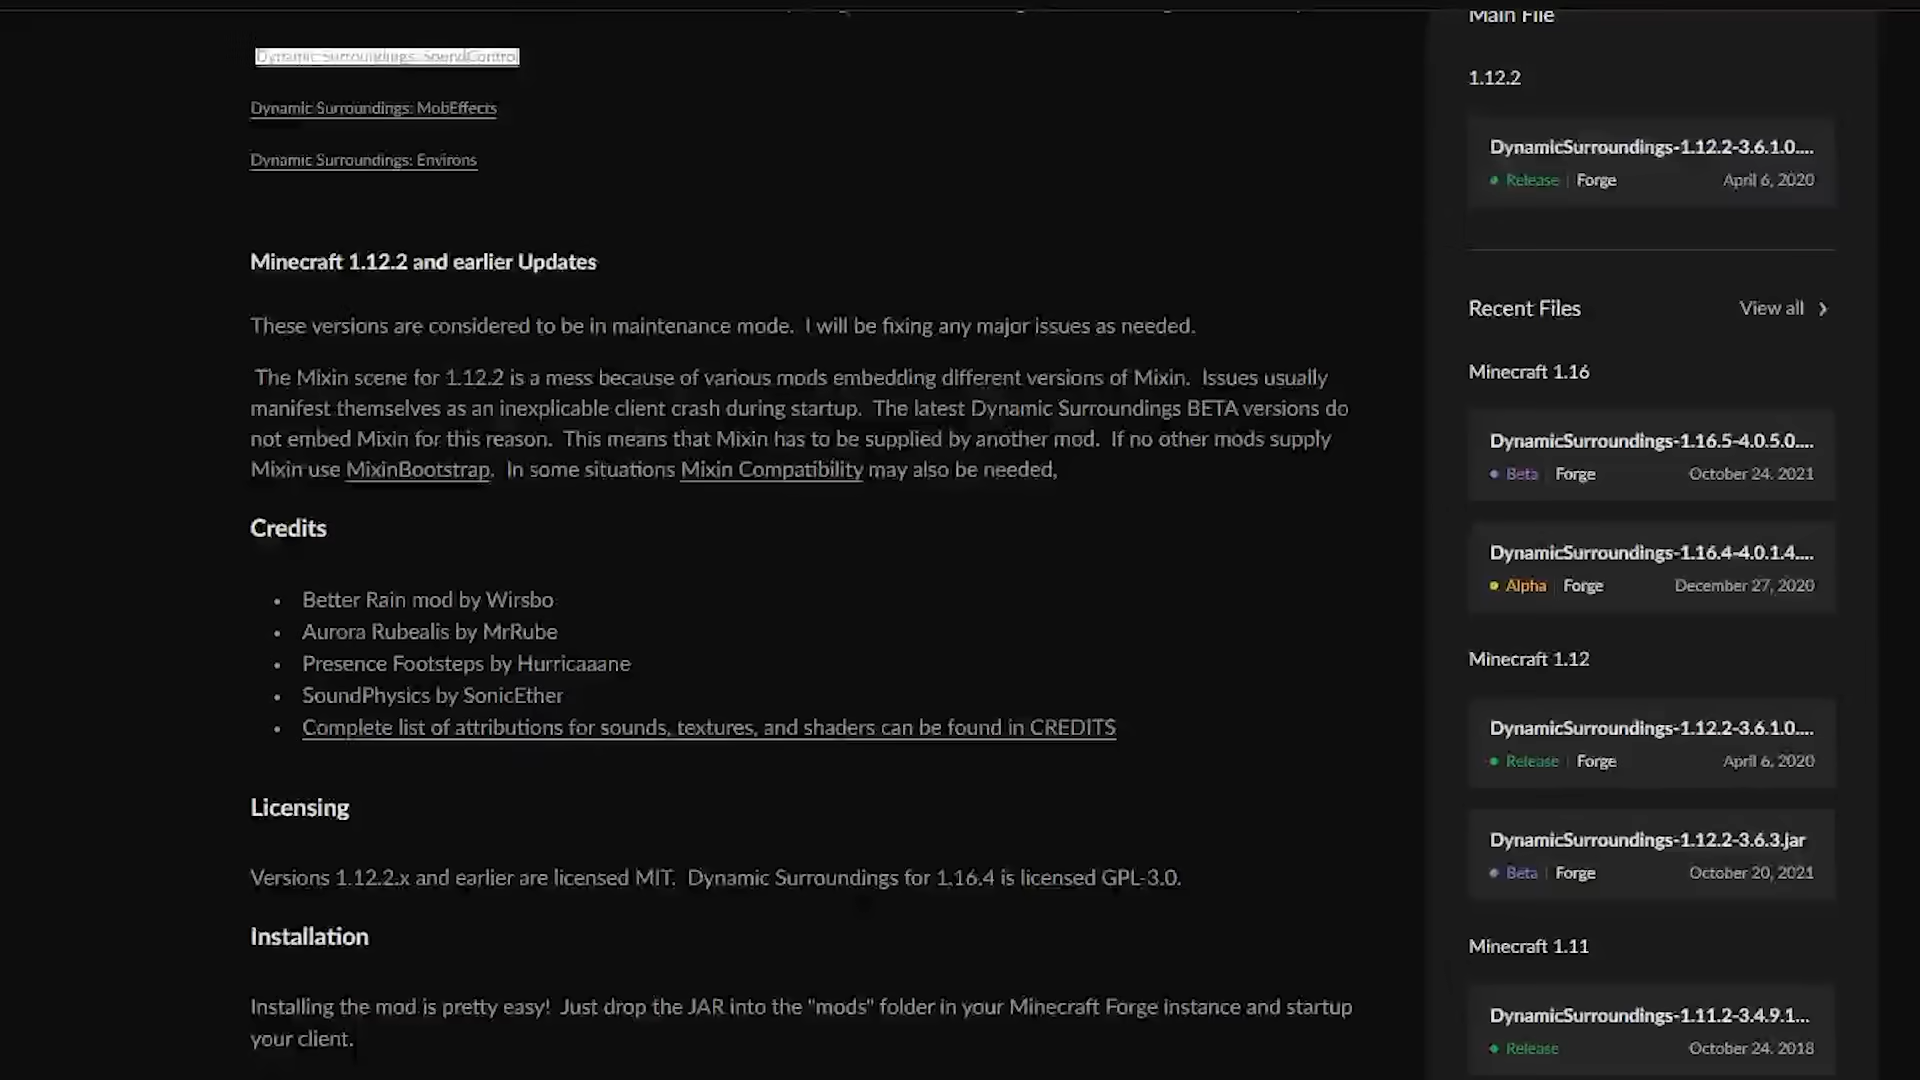 Dynamic Surroundings: SoundControl
Dynamic Surroundings: MobEffects
Dynamic Surroundings: Environs
Minecraft 1.12.2 and earlier Updates
These versions are considered to be in maintenance mode.  I will be fixing any major issues as needed.
The Mixin scene for 1.12.2 is a mess because of various mods embedding different versions of Mixin.  Issues usually
manifest themselves as an inexplicable client crash during startup.  The latest Dynamic Surroundings BETA versions do
not embed Mixin for this reason.  This means that Mixin has to be supplied by another mod.  If no other mods supply
Mixin use MixinBootstrap.  In some situations Mixin Compatibility may also be needed,
Credits
• Better Rain mod by Wirsbo
• Aurora Rubealis by MrRube
• Presence Footsteps by Hurricaaane
• SoundPhysics by SonicEther
• Complete list of attributions for sounds, textures, and shaders can be found in CREDITS
Licensing
Versions 1.12.2.x and earlier are licensed MIT.  Dynamic Surroundings for 1.16.4 is licensed GPL-3.0.
Installation
Installing the mod is pretty easy!  Just drop the JAR into the "mods" folder in your Minecraft Forge instance and startup
your client.
Main File
1.12.2
DynamicSurroundings-1.12.2-3.6.1.0....
Release | Forge April 6, 2020
Recent Files View all
Minecraft 1.16
DynamicSurroundings-1.16.5-4.0.5.0....
Beta | Forge October 24, 2021
DynamicSurroundings-1.16.4-4.0.1.4....
Alpha | Forge December 27, 2020
Minecraft 1.12
DynamicSurroundings-1.12.2-3.6.1.0....
Release | Forge April 6, 2020
DynamicSurroundings-1.12.2-3.6.3.jar
Beta | Forge October 20, 2021
Minecraft 1.11
DynamicSurroundings-1.11.2-3.4.9.1...
Release October 24, 2018